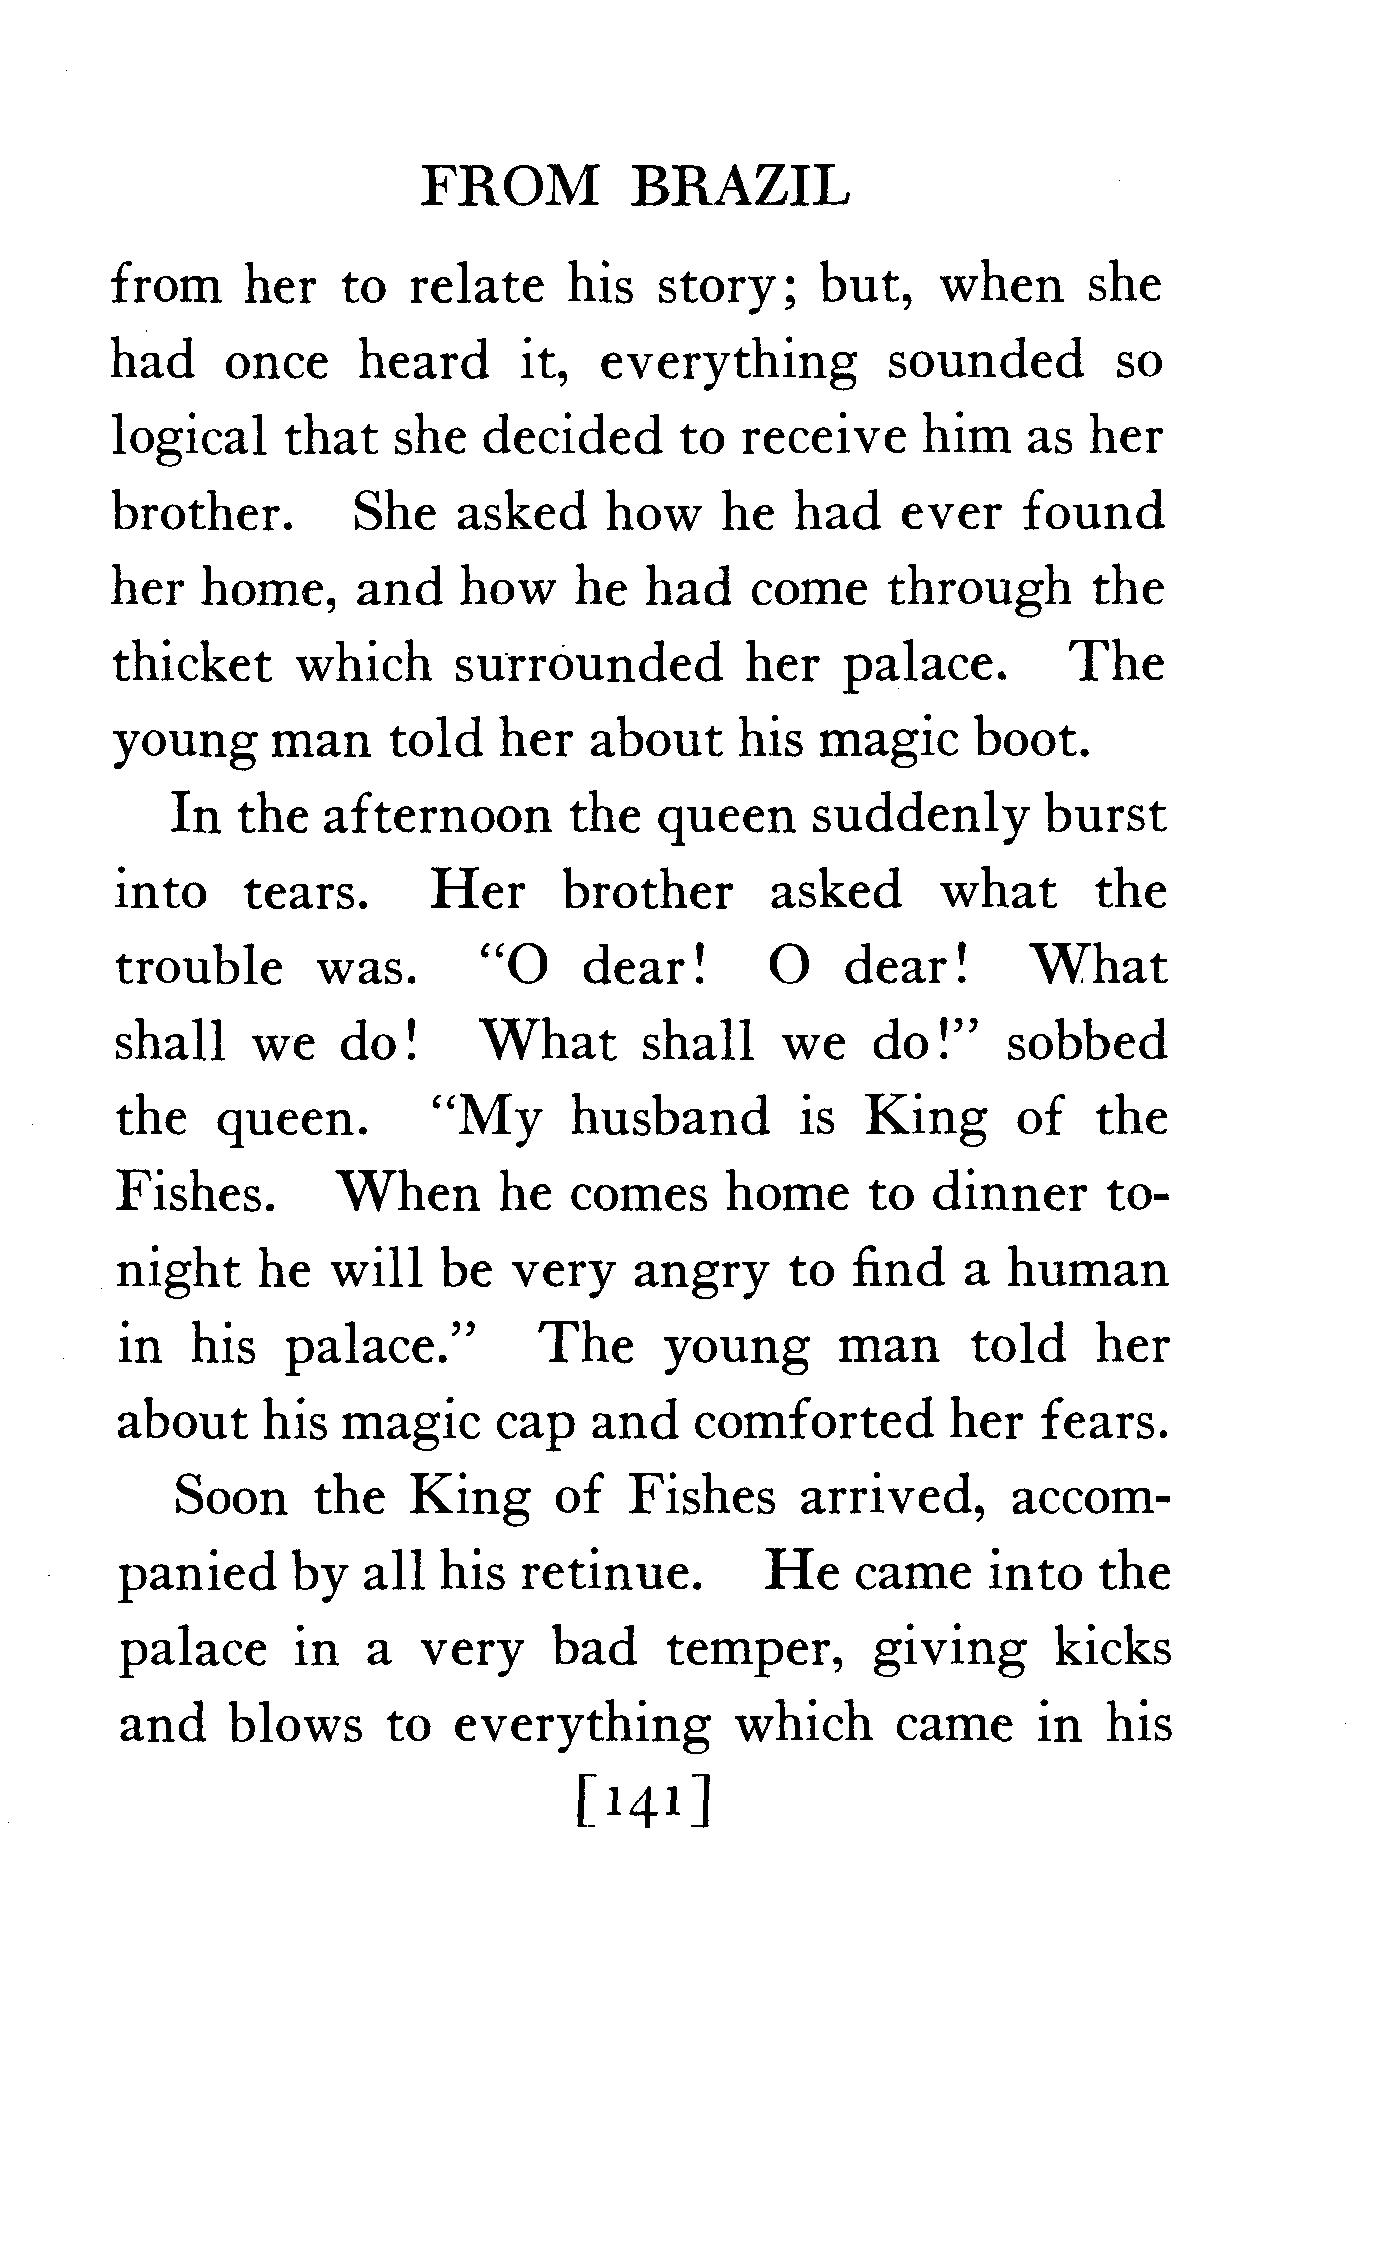 FROM BRAZIL
from her to relate his story; but, when she
had once heard it, everything sounded so
logical that she decided to receive him as her
brother. She asked how he had ever found
her home, and how he had come through the
thicket which surrounded her palace. The
young man told her about his magic boot.
In the afternoon the queen suddenly burst
into tears. Her brother asked what the
trouble was. "O dear! O dear! What
shall we do! What shall we do!" sobbed
the queen. "My husband is King of the
Fishes. When he comes home to dinner to-
night he will be very angry to find a human
in his palace." The young man told her
about his magic cap and comforted her fears.
Soon the King of Fishes arrived, accom-
panied by all his retinue. He came into the
palace in a very bad temper, giving kicks
and blows to everything which came in his
[141]